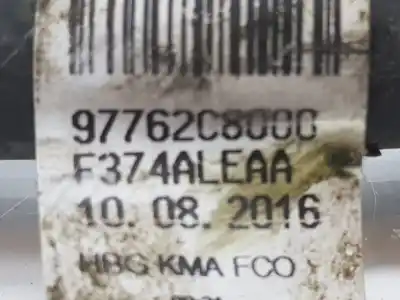 97762C8000
F374ALEAA
10. 08. 2016
HBG KMA FCO